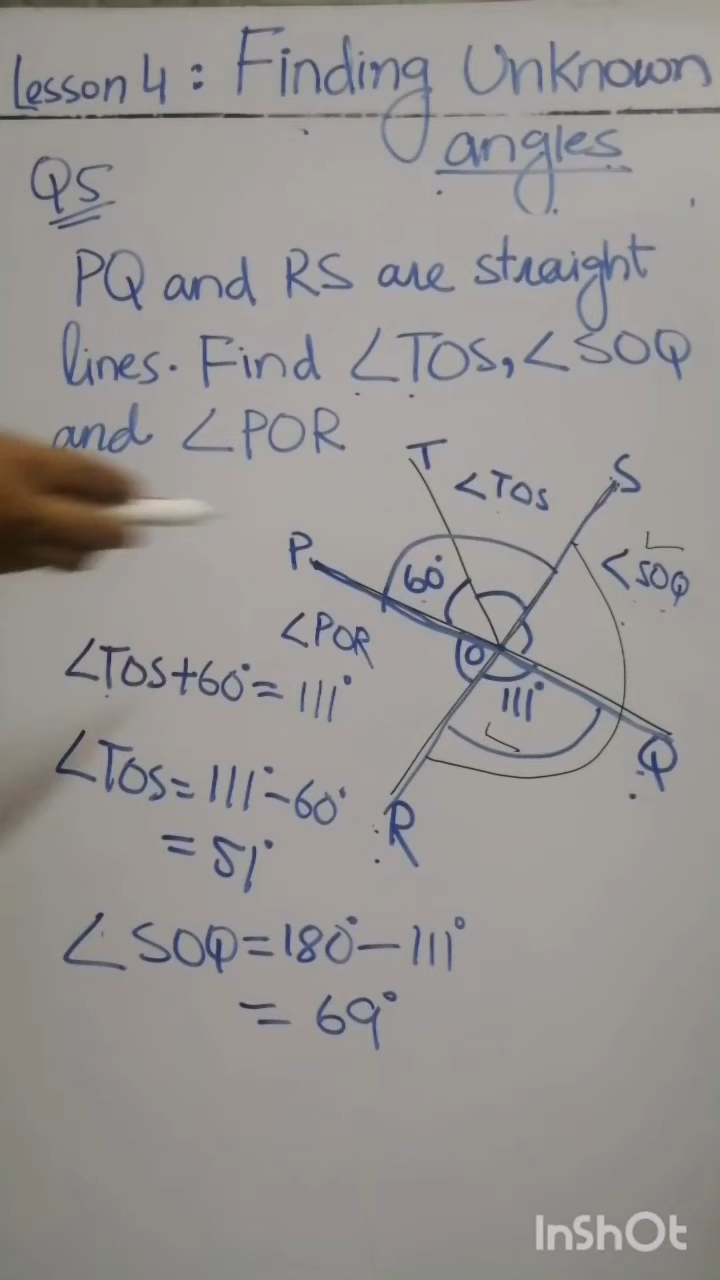 Lesson 4 : Finding Unknown
angles
Q5
PQ and RS are straight
lines. Find ∠TOS, ∠SOQ
and ∠POR
T
∠TOS
S
P
60°
∠SOQ
∠POR
O
111°
Q
R
∠TOS+60°=111°
∠TOS=111°-60°
=51°
∠SOQ=180°-111°
= 69°
InShOt